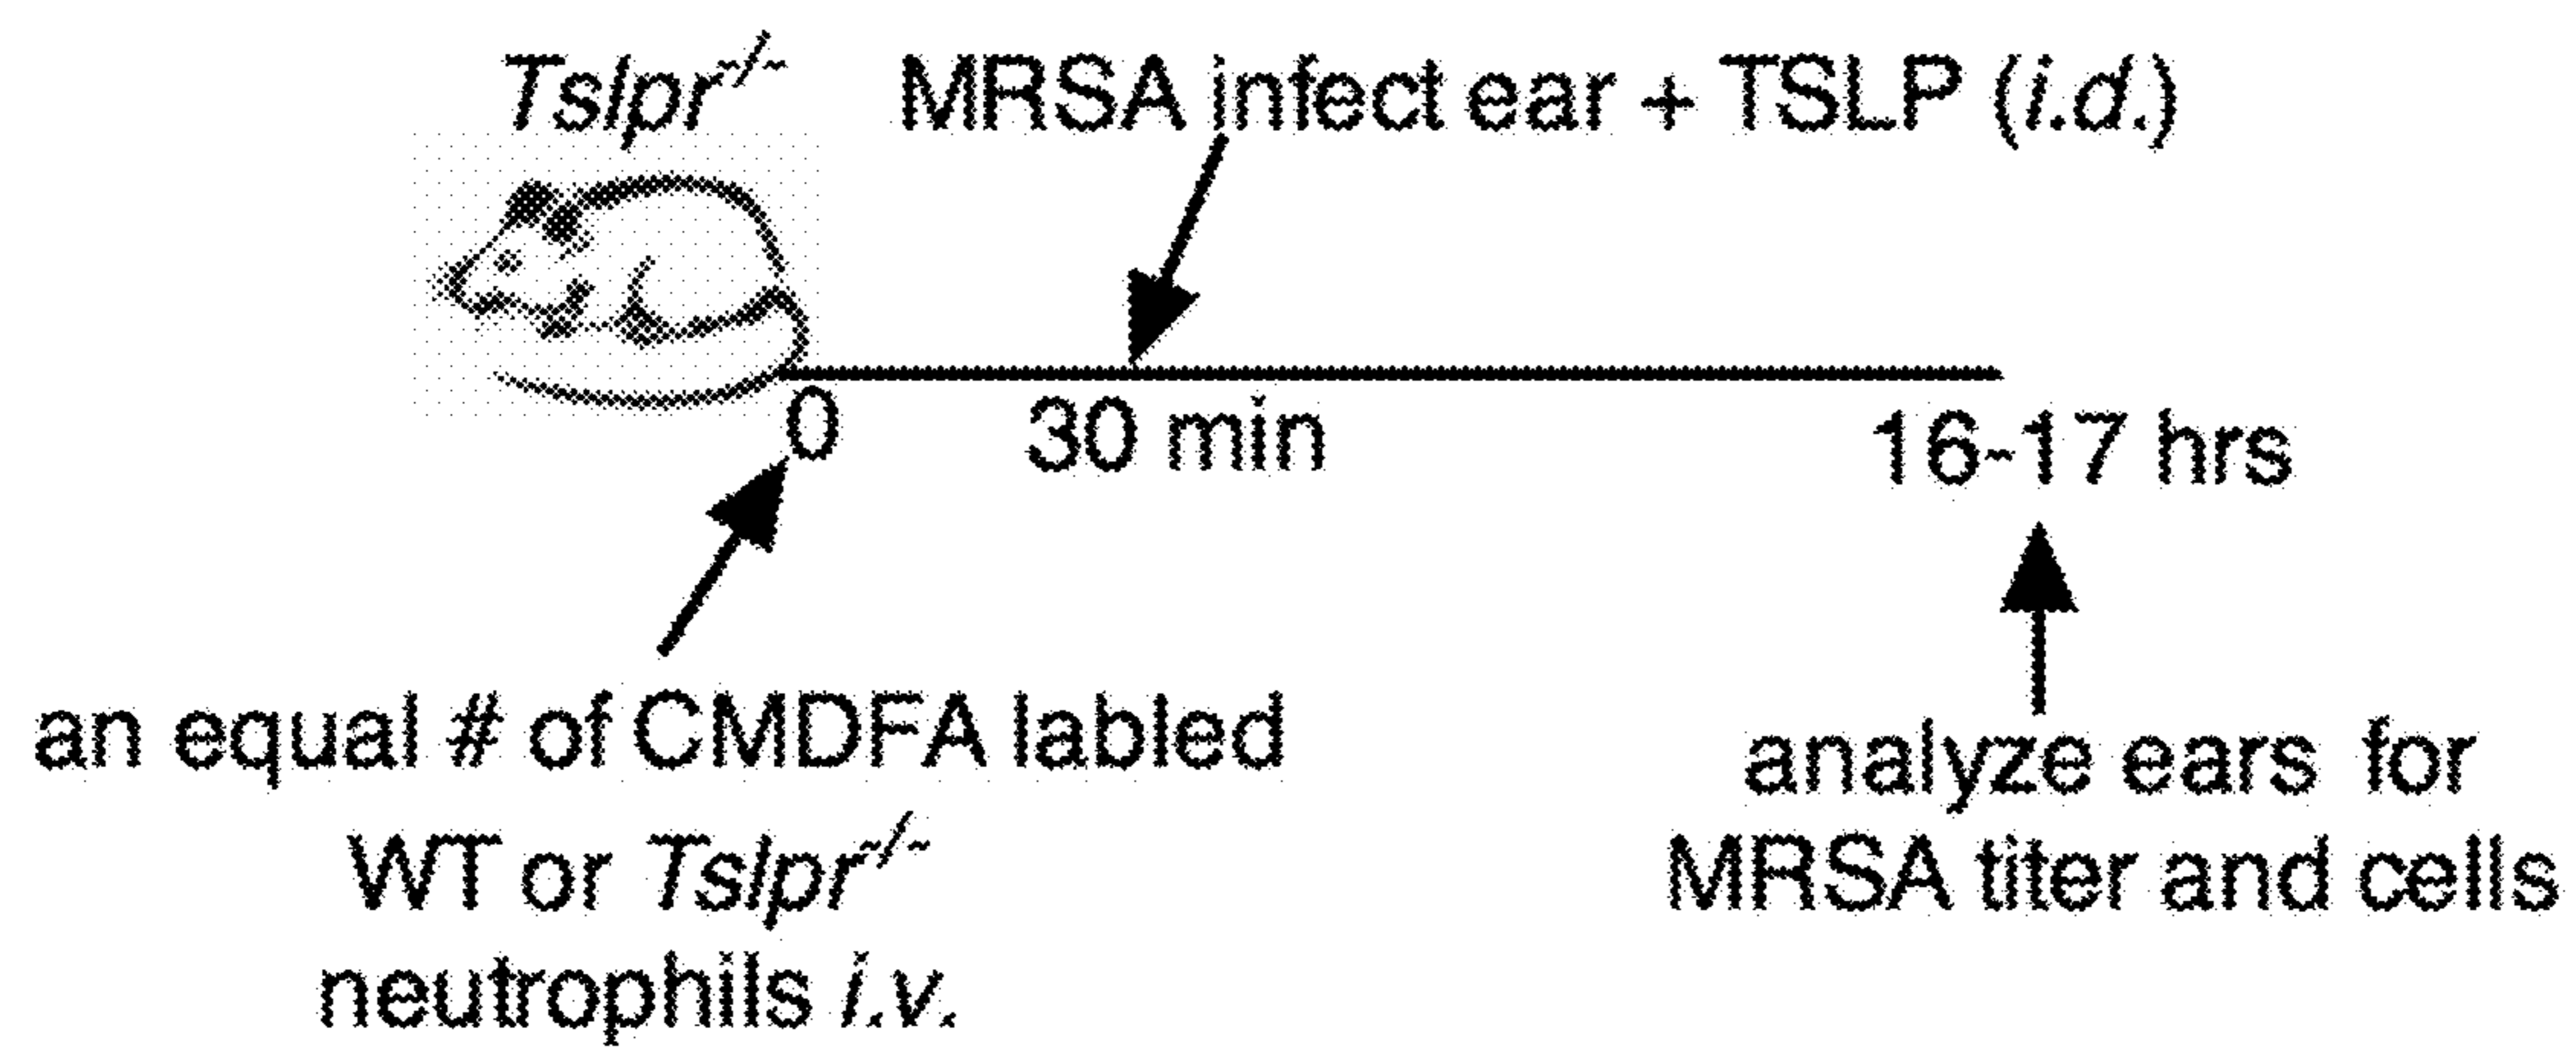 Tslpr-/-
MRSA infect ear + TSLP (i.d.)
0
30 min
16-17 hrs
an equal # of CMDFA labled
WT or Tslpr-/-
neutrophils i.v.
analyze ears for
MRSA titer and cells